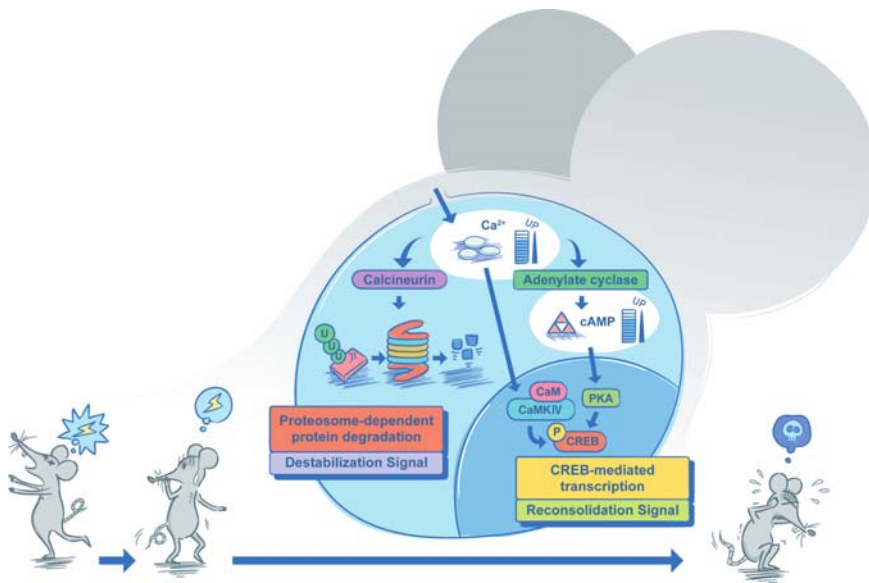 UP
Ca²⁺
Calcineurin
Adenylate cyclase
UP
cAMP
U
U
U
CaM
CaMKIV
PKA
P
CREB
Proteosome-dependent
protein degradation
Destabilization Signal
CREB-mediated
transcription
Reconsolidation Signal